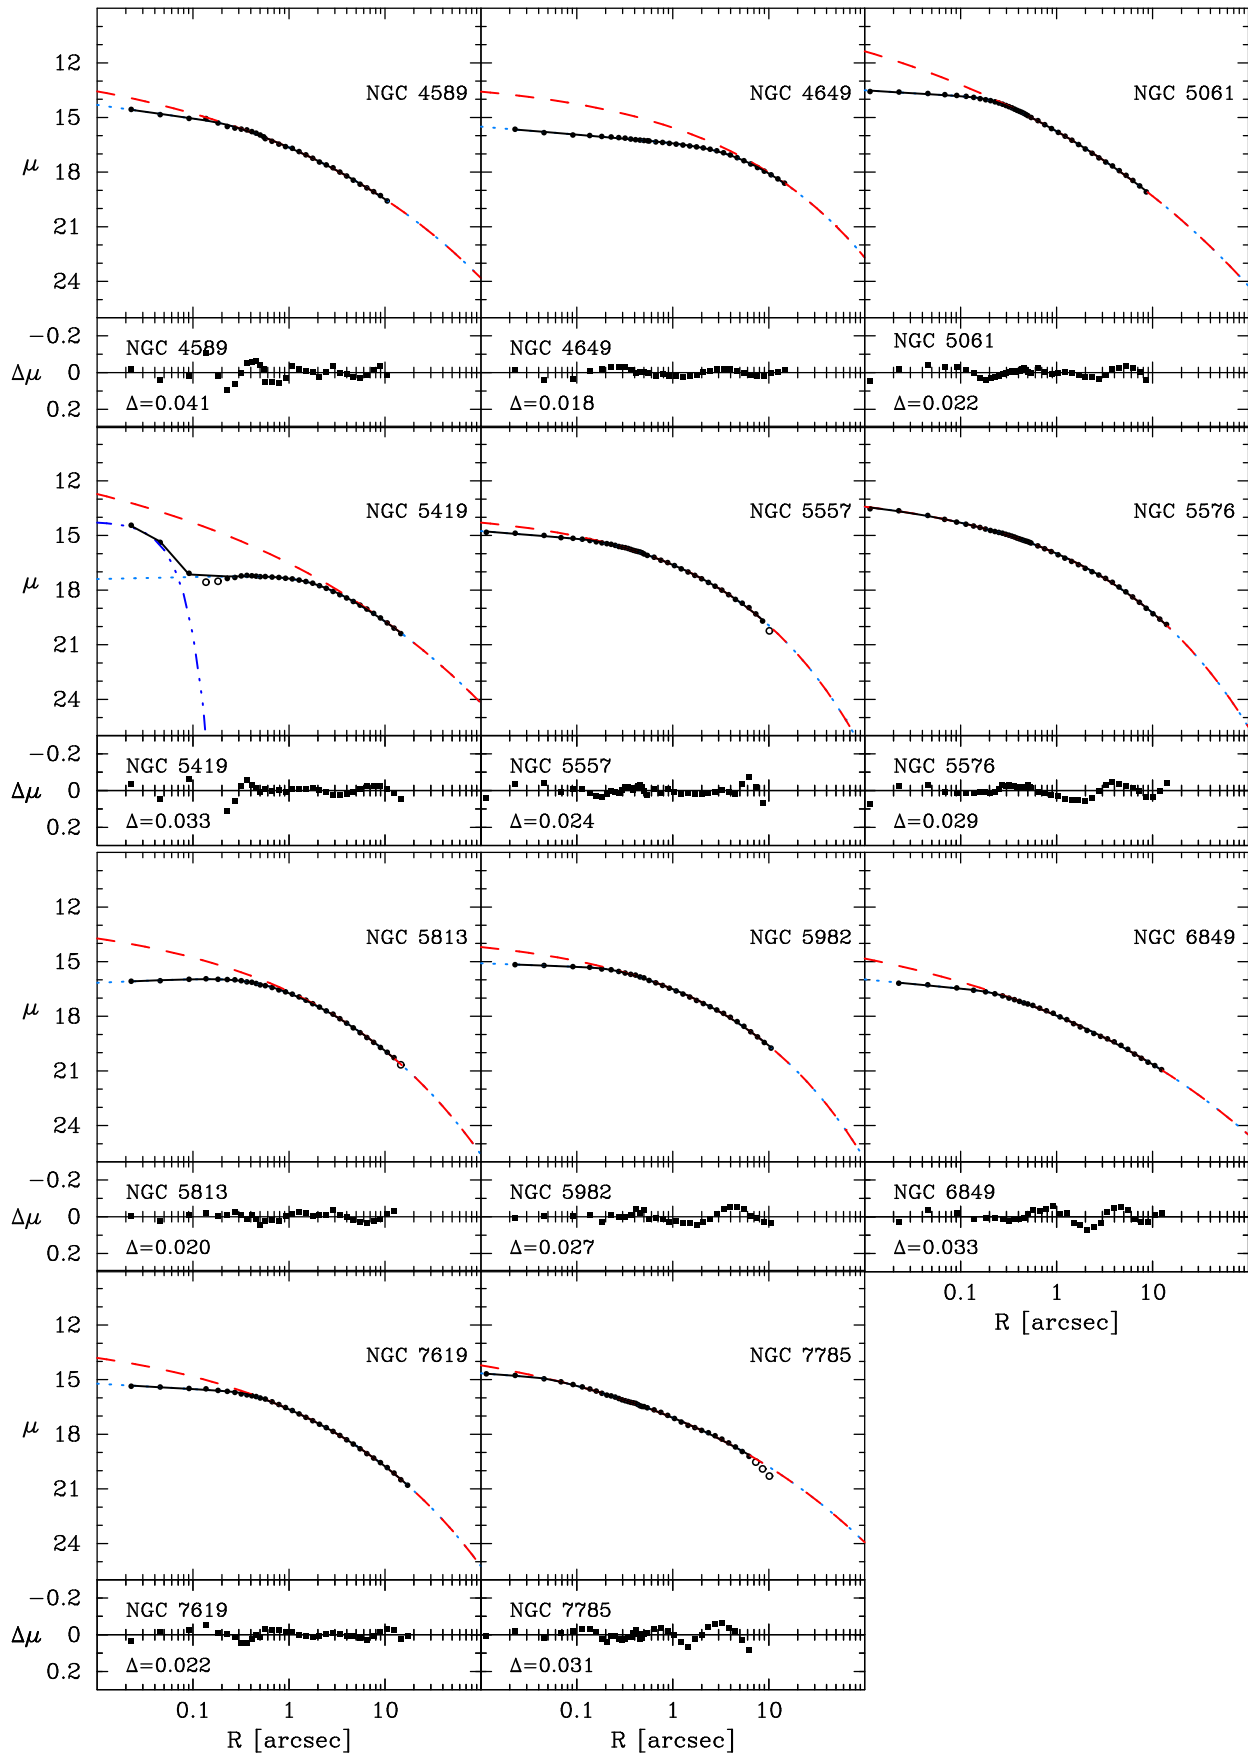 12
15
μ
18
21
24
NGC 4589
NGC 4649
NGC 5061
−0.2
Δμ 0
0.2
NGC 4589
Δ=0.041
NGC 4649
Δ=0.018
NGC 5061
Δ=0.022
12
15
μ
18
21
24
NGC 5419
NGC 5557
NGC 5576
−0.2
Δμ 0
0.2
NGC 5419
Δ=0.033
NGC 5557
Δ=0.024
NGC 5576
Δ=0.029
12
15
μ
18
21
24
NGC 5813
NGC 5982
NGC 6849
−0.2
Δμ 0
0.2
NGC 5813
Δ=0.020
NGC 5982
Δ=0.027
NGC 6849
Δ=0.033
0.1 1 10
R [arcsec]
12
15
μ
18
21
24
NGC 7619
NGC 7785
−0.2
Δμ 0
0.2
NGC 7619
Δ=0.022
NGC 7785
Δ=0.031
0.1 1 10
R [arcsec]
0.1 1 10
R [arcsec]